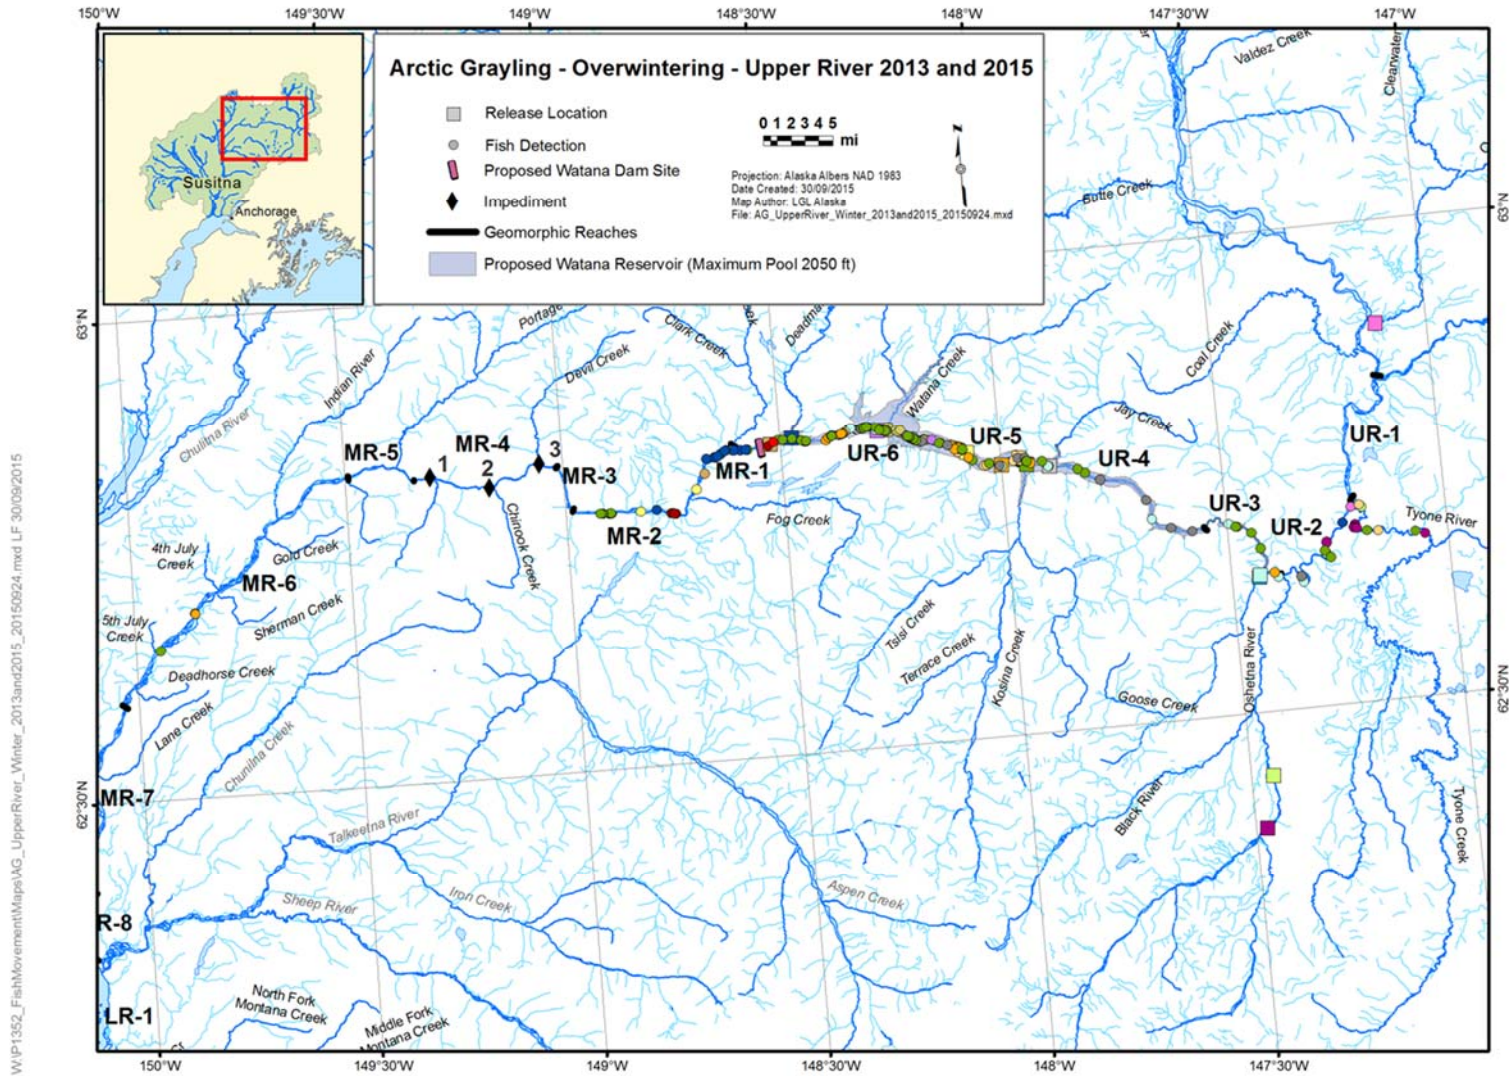 150°W 149°30'W 149°W 148°30'W 148°W 147°30'W 147°W
Arctic Grayling - Overwintering - Upper River 2013 and 2015
Release Location
Fish Detection
Proposed Watana Dam Site
Impediment
Geomorphic Reaches
Proposed Watana Reservoir (Maximum Pool 2050 ft)
0 1 2 3 4 5
mi
Projection: Alaska Albers NAD 1983
Date Created: 30/09/2015
Map Author: LGL Alaska
File: AG_UpperRiver_Winter_2013and2015_20150924.mxd
N
Susitna
Anchorage
Valdez Creek
Clearwater
Butte Creek
63°N
63°N
Portage
Clark Creek
eek
Deadma
Devil Creek
Indian River
Chulitna River
Watana Creek
Coal Creek
Jay Creek
MR-5
MR-4
1
2
3
MR-3
MR-1
UR-6
UR-5
UR-4
UR-1
UR-3
UR-2
MR-2
Tyone River
Fog Creek
Chinook Creek
4th July
Creek
Gold Creek
MR-6
Sherman Creek
5th July
Creek
Deadhorse Creek
Lane Creek
Chunilna Creek
Tsisi Creek
Terrace Creek
Kosina Creek
Goose Creek
Oshetna River
62°30'N
62°30'N
MR-7
Talkeetna River
Black River
Tyone Creek
Iron Creek
Sheep River
Aspen Creek
R-8
LR-1
North Fork
Montana Creek
Middle Fork
Montana Creek
150°W 149°30'W 149°W 148°30'W 148°W 147°30'W
W:\P1352_FishMovement\Maps\AG_UpperRiver_Winter_2013and2015_20150924.mxd LF 30/09/2015